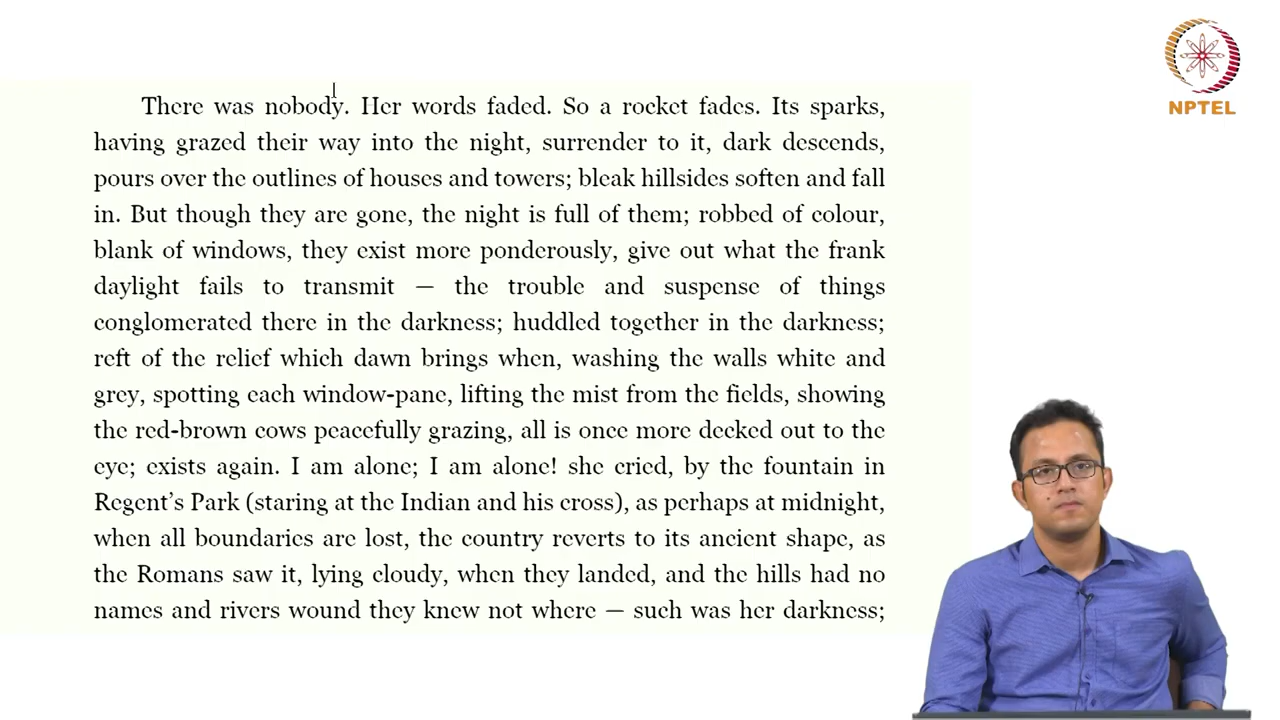 There was nobody. Her words faded. So a rocket fades. Its sparks,
having grazed their way into the night, surrender to it, dark descends,
pours over the outlines of houses and towers; bleak hillsides soften and fall
in. But though they are gone, the night is full of them; robbed of colour,
blank of windows, they exist more ponderously, give out what the frank
daylight fails to transmit — the trouble and suspense of things
conglomerated there in the darkness; huddled together in the darkness;
reft of the relief which dawn brings when, washing the walls white and
grey, spotting each window-pane, lifting the mist from the fields, showing
the red-brown cows peacefully grazing, all is once more decked out to the
eye; exists again. I am alone; I am alone! she cried, by the fountain in
Regent’s Park (staring at the Indian and his cross), as perhaps at midnight,
when all boundaries are lost, the country reverts to its ancient shape, as
the Romans saw it, lying cloudy, when they landed, and the hills had no
names and rivers wound they knew not where — such was her darkness;
NPTEL